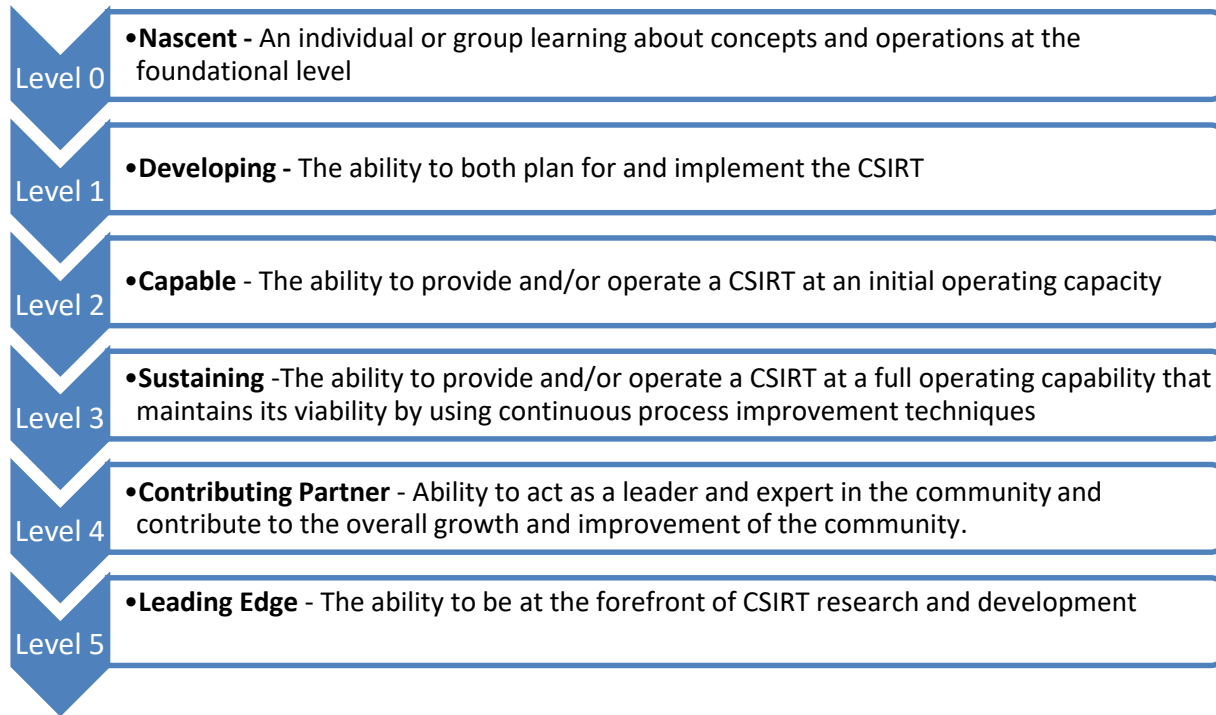 Level 0
•Nascent - An individual or group learning about concepts and operations at the
foundational level
Level 1
•Developing - The ability to both plan for and implement the CSIRT
Level 2
•Capable - The ability to provide and/or operate a CSIRT at an initial operating capacity
Level 3
•Sustaining -The ability to provide and/or operate a CSIRT at a full operating capability that
maintains its viability by using continuous process improvement techniques
Level 4
•Contributing Partner - Ability to act as a leader and expert in the community and
contribute to the overall growth and improvement of the community.
Level 5
•Leading Edge - The ability to be at the forefront of CSIRT research and development